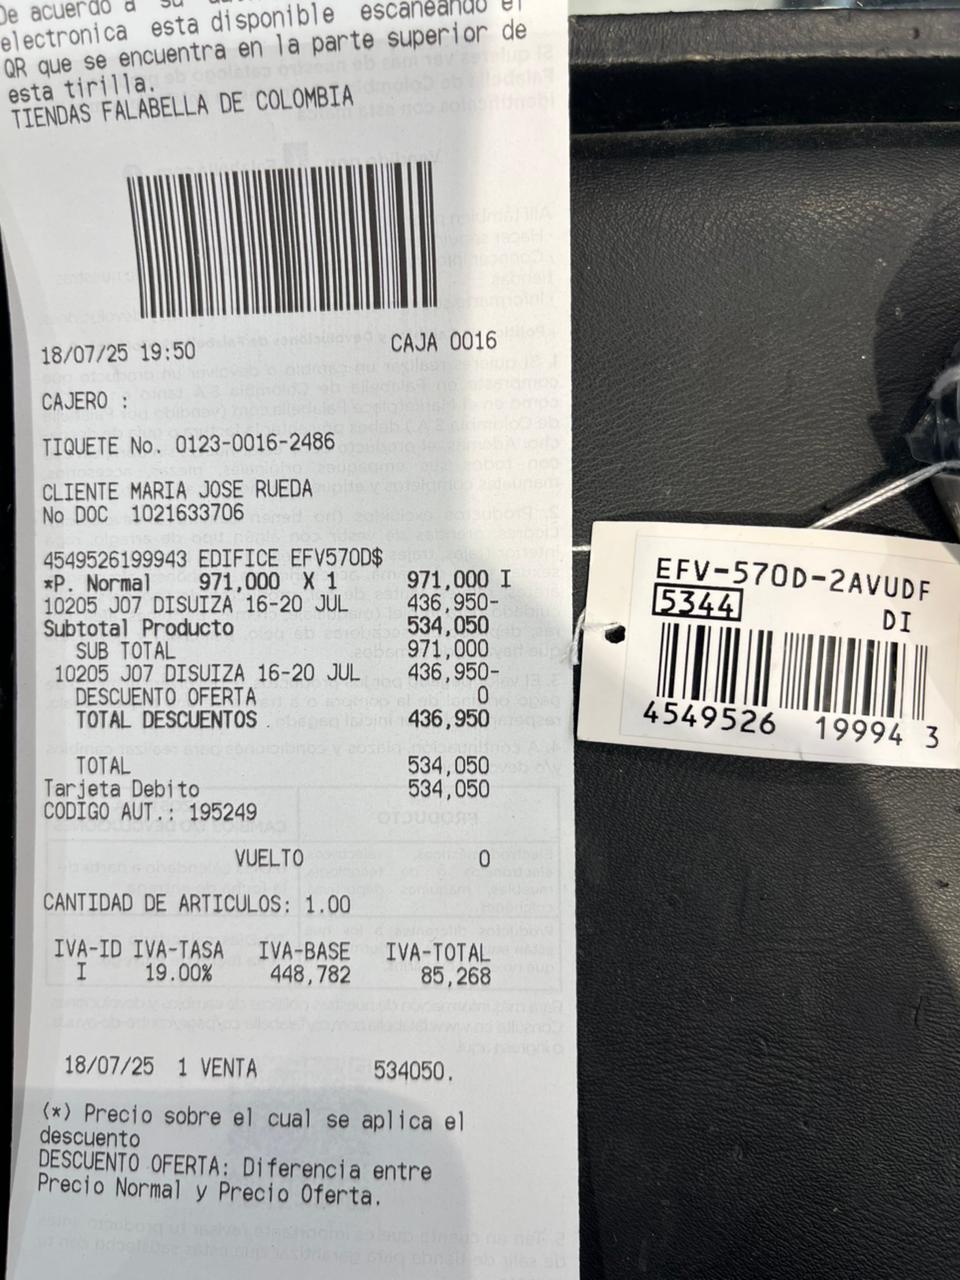 De acuerdo a su
electronica esta disponible escaneando el
QR que se encuentra en la parte superior de
esta tirilla.
TIENDAS FALABELLA DE COLOMBIA
18/07/25 19:50 CAJA 0016
CAJERO :
TIQUETE No. 0123-0016-2486
CLIENTE MARIA JOSE RUEDA
No DOC 1021633706
4549526199943 EDIFICE EFV570D$
*P. Normal 971,000 X 1 971,000 I
10205 J07 DISUIZA 16-20 JUL 436,950-
Subtotal Producto 534,050
SUB TOTAL 971,000
10205 J07 DISUIZA 16-20 JUL 436,950-
DESCUENTO OFERTA 0
TOTAL DESCUENTOS 436,950
TOTAL 534,050
Tarjeta Debito 534,050
CODIGO AUT.: 195249
VUELTO 0
CANTIDAD DE ARTICULOS: 1.00
IVA-ID IVA-TASA IVA-BASE IVA-TOTAL
I 19.00% 448,782 85,268
18/07/25 1 VENTA 534050.
(*) Precio sobre el cual se aplica el
descuento
DESCUENTO OFERTA: Diferencia entre
Precio Normal y Precio Oferta.
EFV-570D-2AVUDF
5344 DI
4549526 19994 3